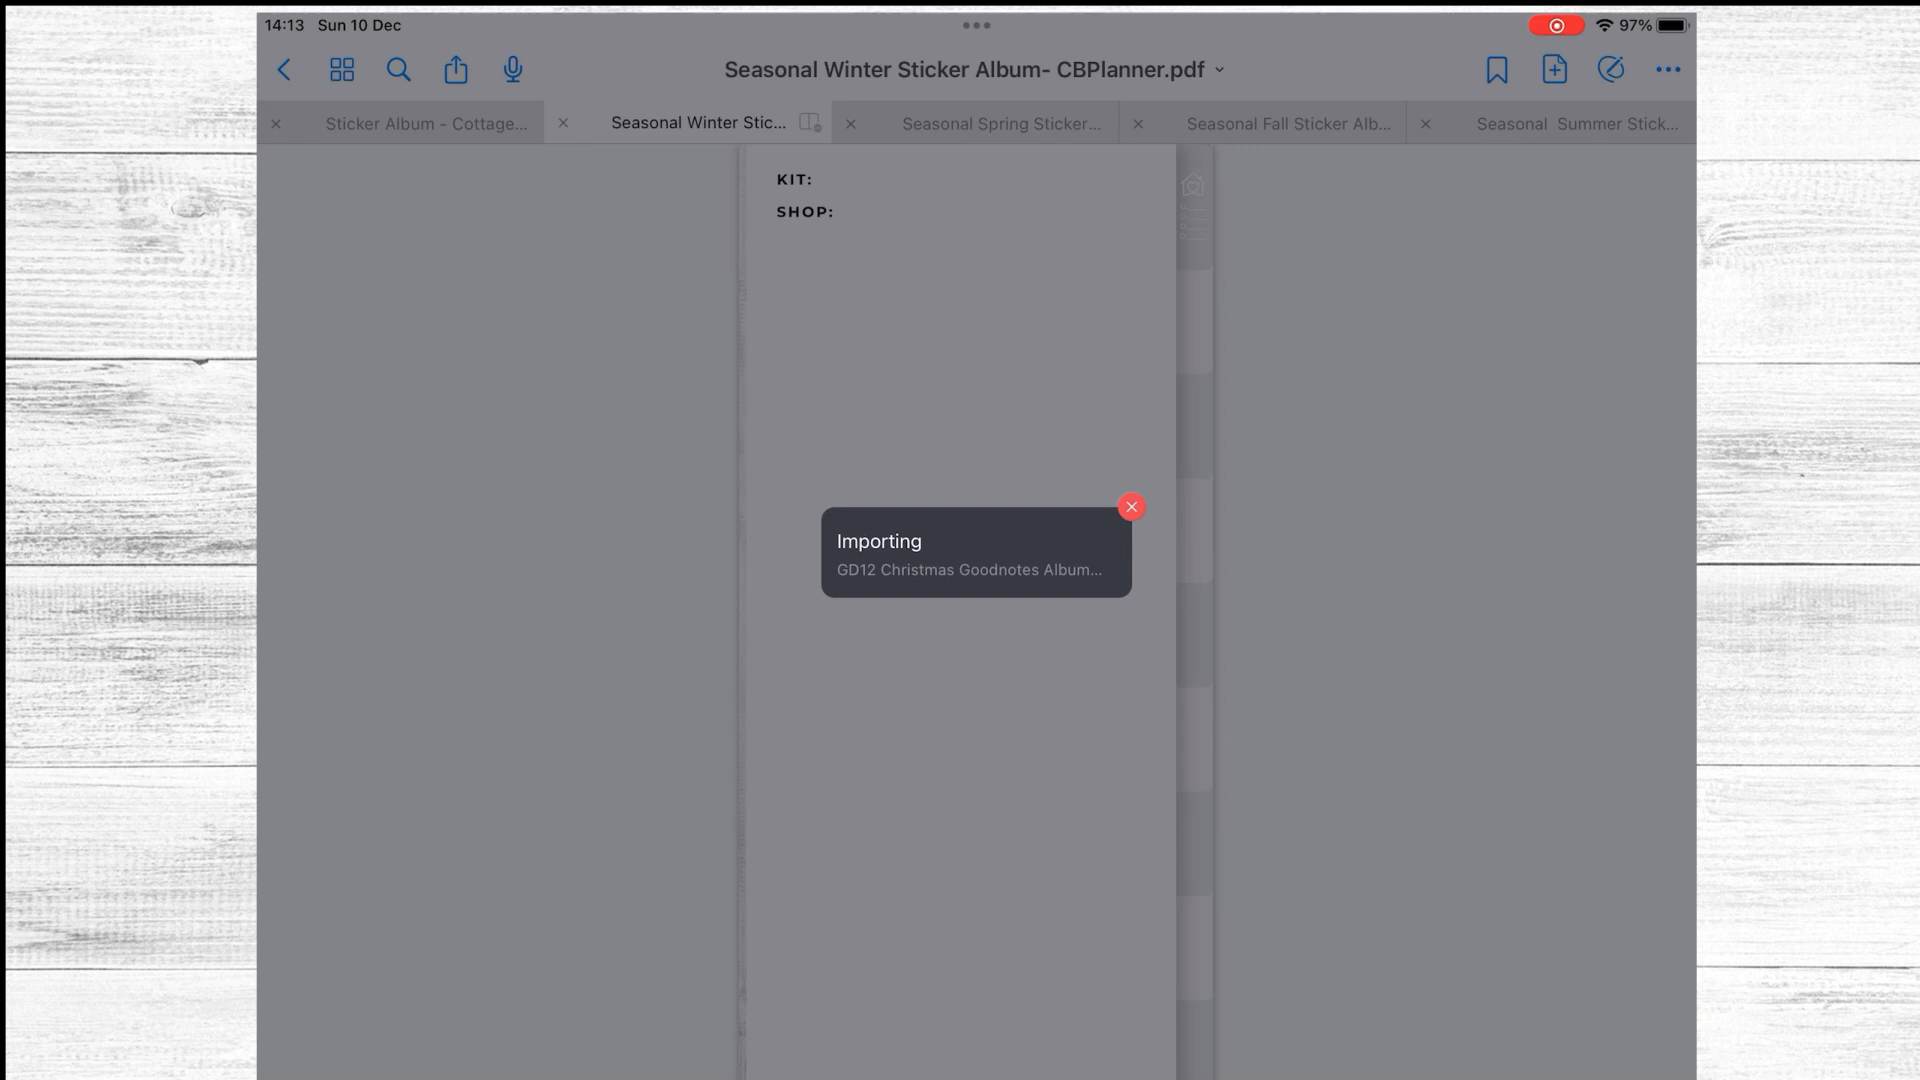 14:13 Sun 10 Dec 97%
Seasonal Winter Sticker Album- CBPlanner.pdf
Sticker Album - Cottage... Seasonal Winter Stic... Seasonal Spring Sticker... Seasonal Fall Sticker Alb... Seasonal Summer Stick...
KIT:
SHOP:
Importing
GD12 Christmas Goodnotes Album...